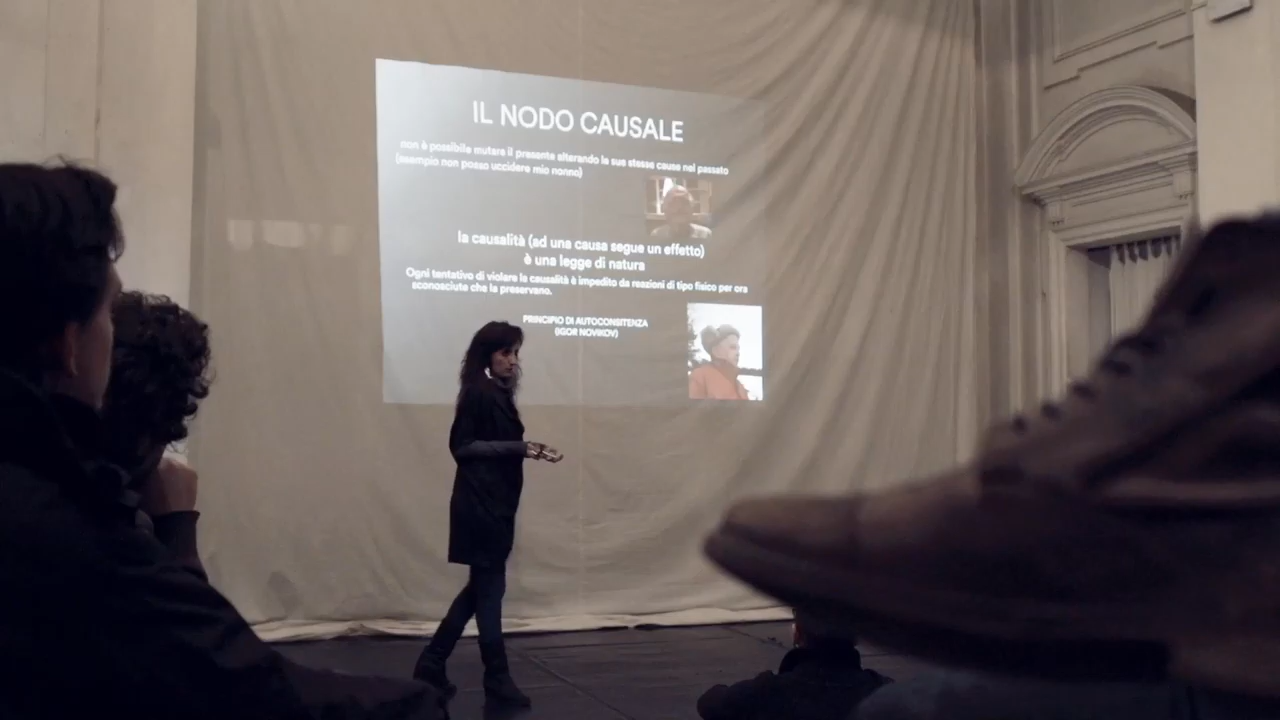 IL NODO CAUSALE
non è possibile mutare il presente alterando le sue stesse cause nel passato
(esempio non posso uccidere mio nonno)
la causalità (ad una causa segue un effetto)
è una legge di natura
Ogni tentativo di violare la causalità è impedito da reazioni di tipo fisico per ora
sconosciute che la preservano.
PRINCIPIO DI AUTOCONSITENZA
(IGOR NOVIKOV)